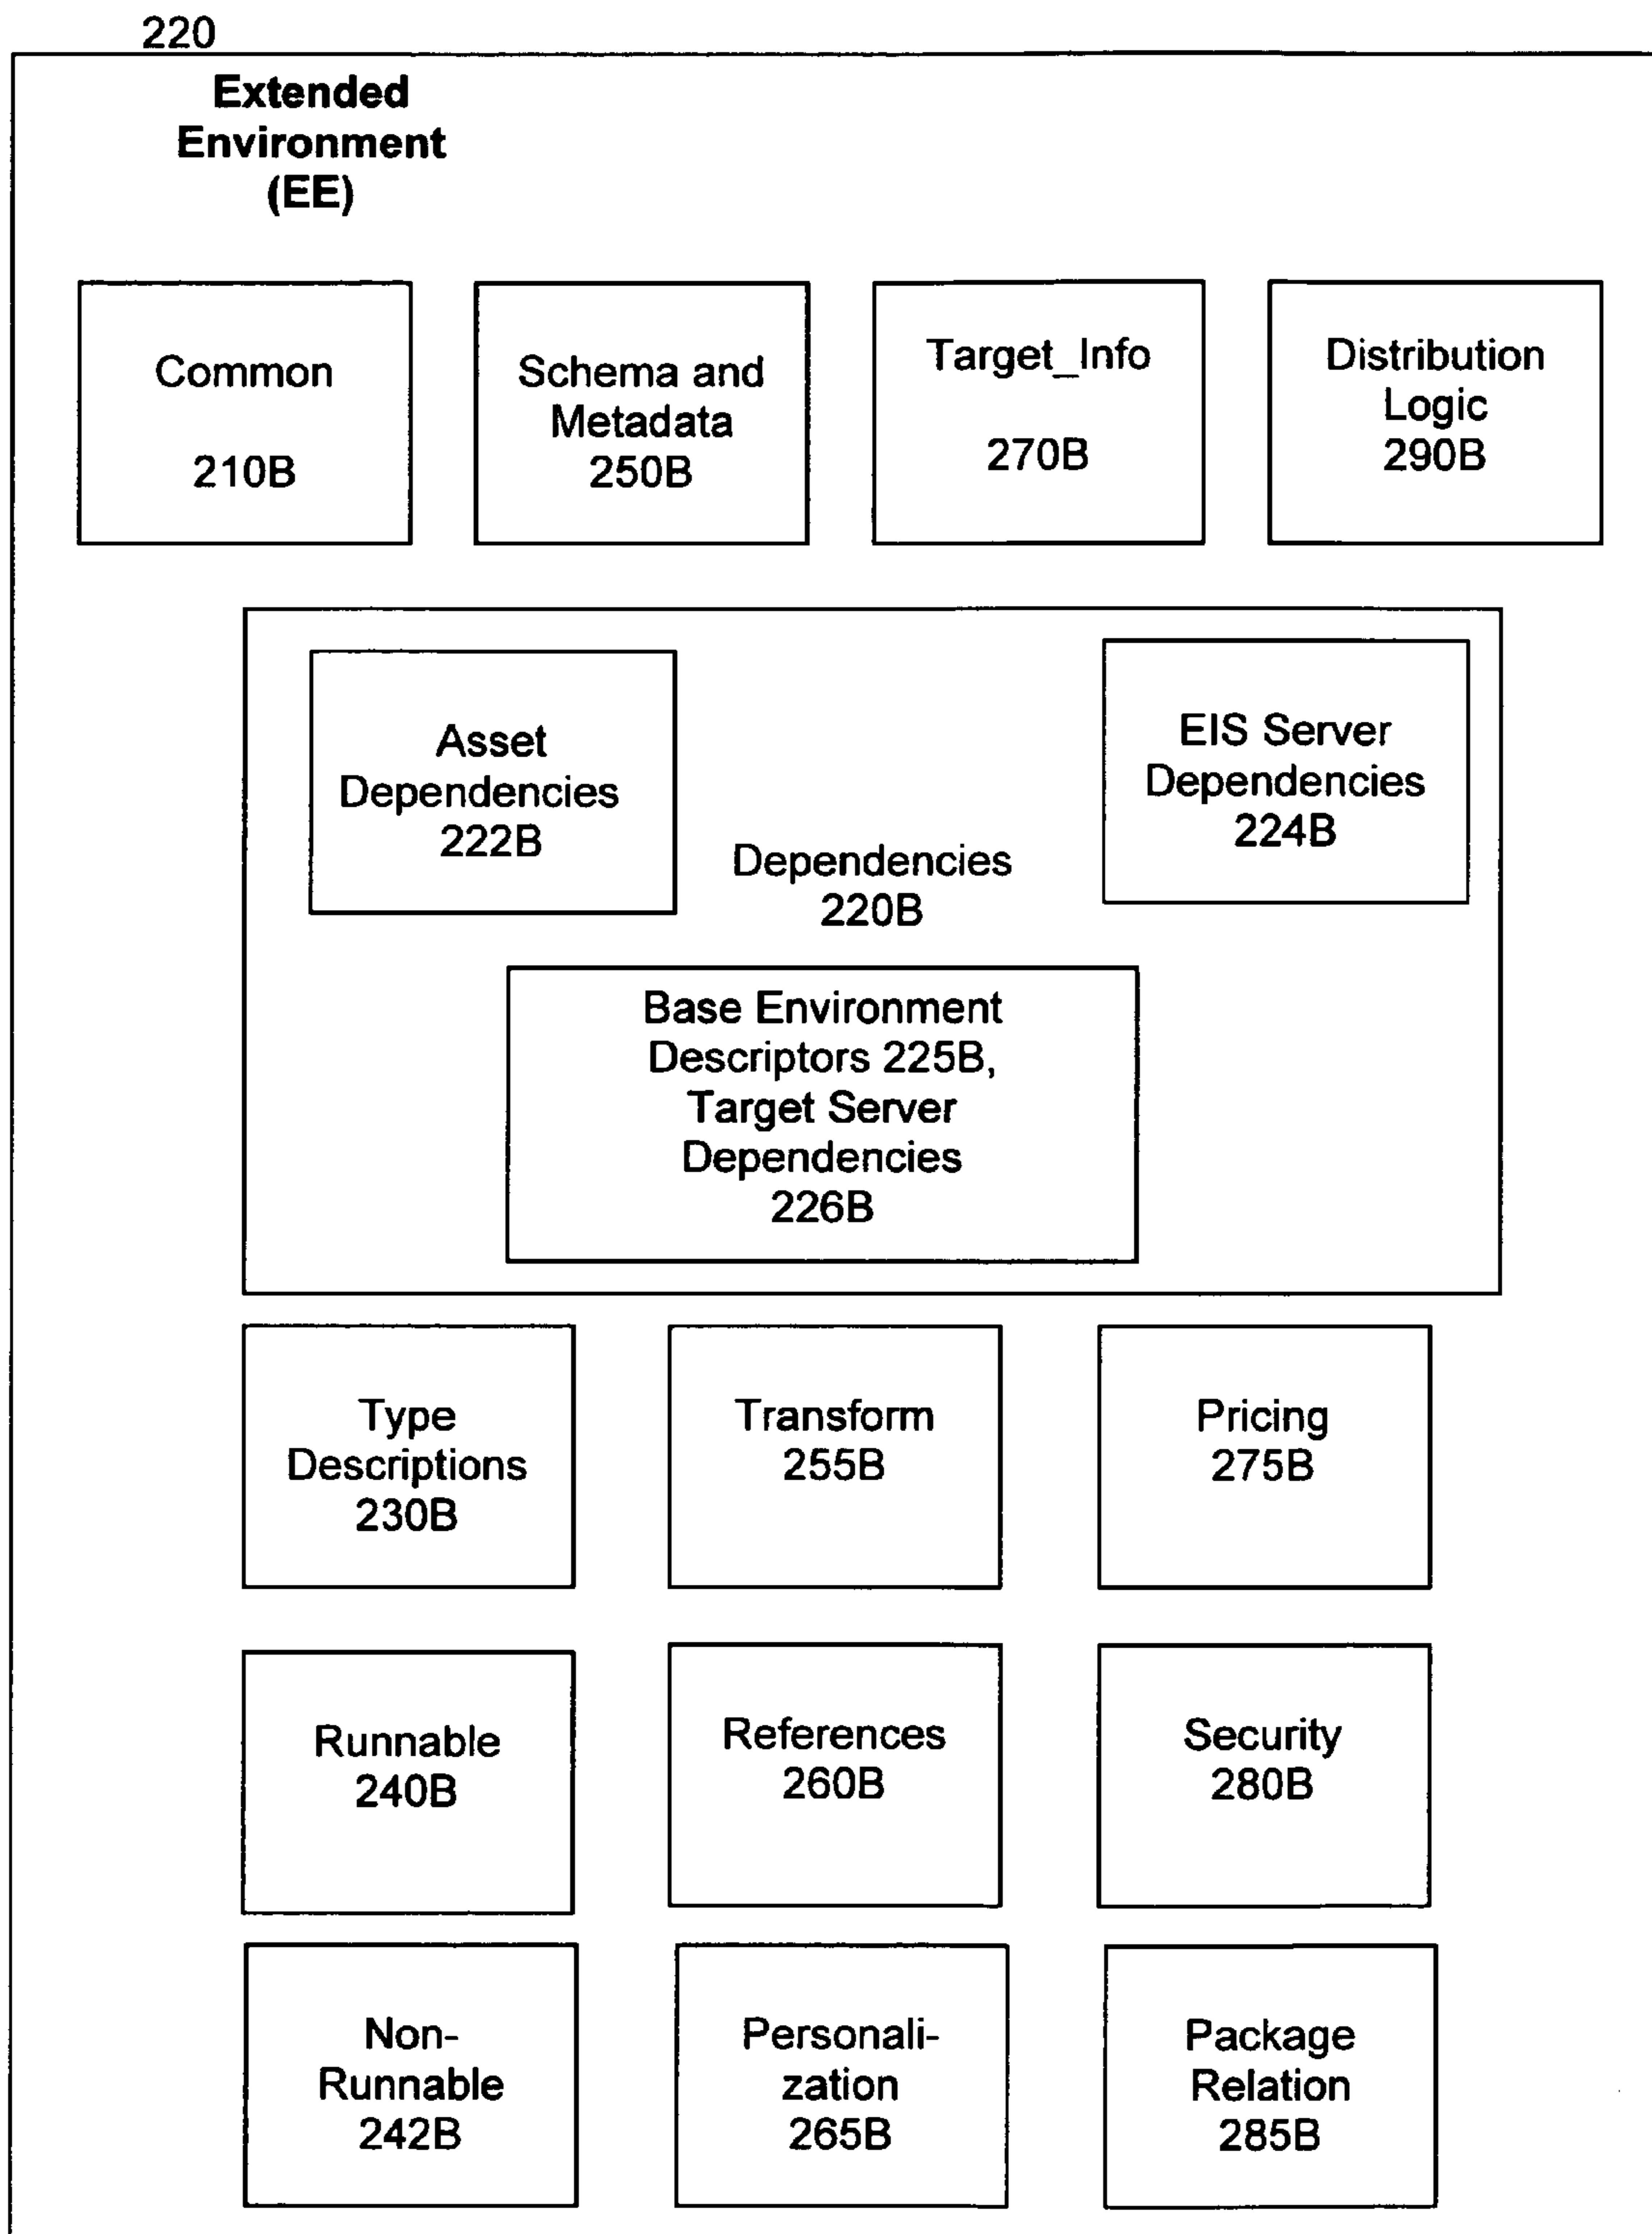 220
Extended
Environment
(EE)
Common
210B
Schema and
Metadata
250B
Target_Info
270B
Distribution
Logic
290B
Asset
Dependencies
222B
EIS Server
Dependencies
224B
Dependencies
220B
Base Environment
Descriptors 225B,
Target Server
Dependencies
226B
Type
Descriptions
230B
Transform
255B
Pricing
275B
Runnable
240B
References
260B
Security
280B
Non-
Runnable
242B
Personali-
zation
265B
Package
Relation
285B